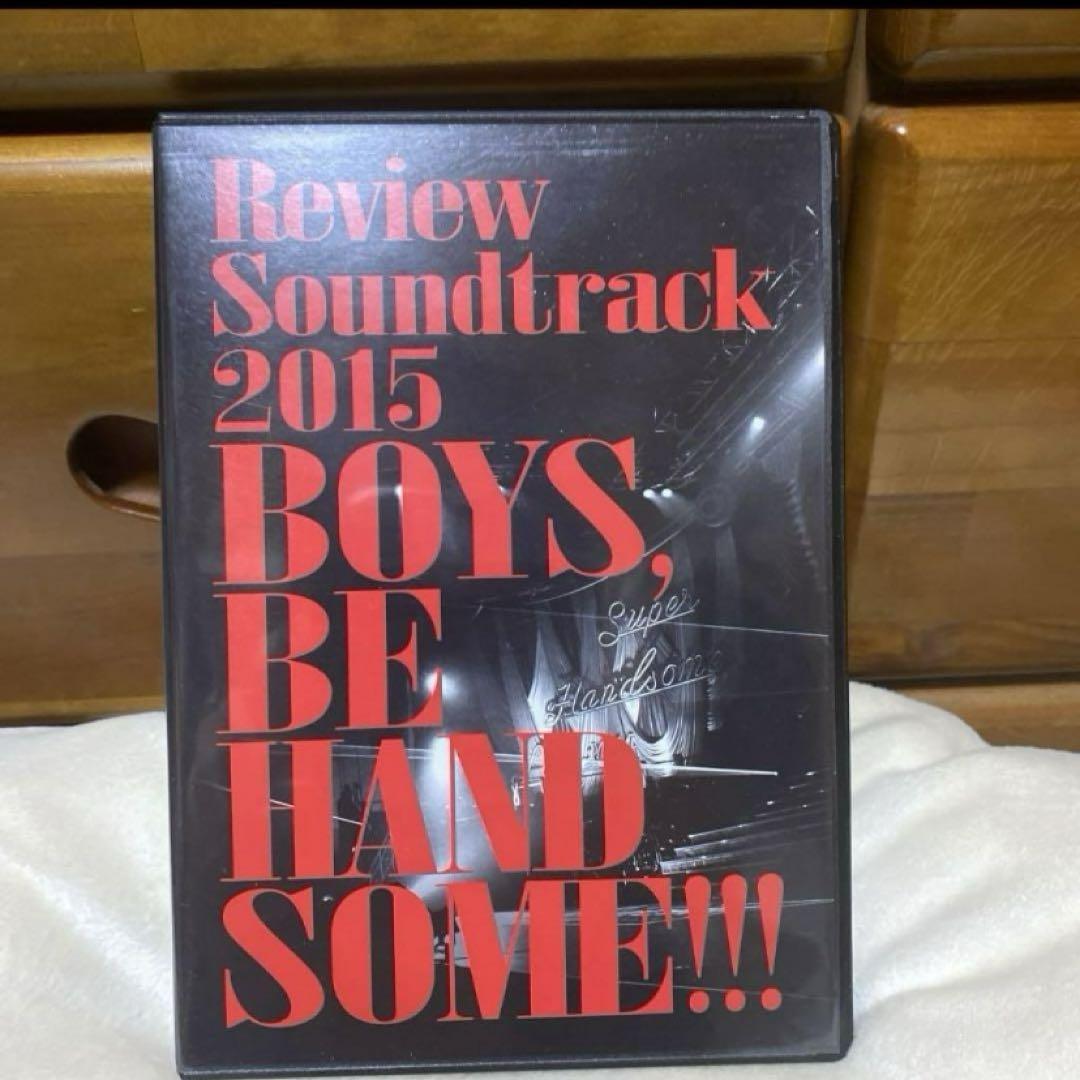 Review
Soundtrack
2015
BOYS,
BE
HAND
SOME!!!
Super
Handsome